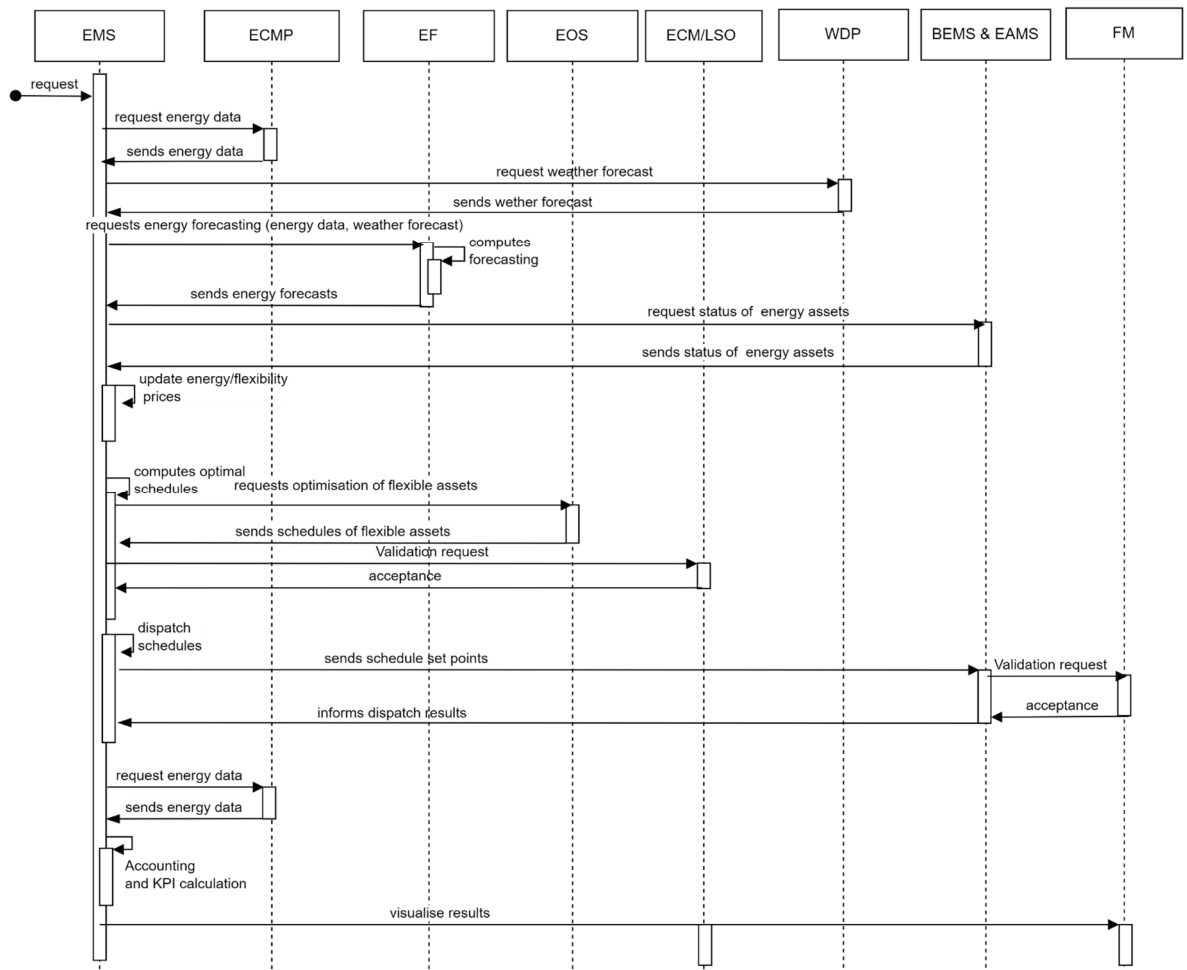 EMS
ECMP
EF
EOS
ECM/LSO
WDP
BEMS & EAMS
FM
request
request energy data
sends energy data
request weather forecast
sends wether forecast
requests energy forecasting (energy data, weather forecast)
computes
forecasting
sends energy forecasts
request status of energy assets
sends status of energy assets
update energy/flexibility
prices
computes optimal
schedules
requests optimisation of flexible assets
sends schedules of flexible assets
Validation request
acceptance
dispatch
schedules
sends schedule set points
Validation request
acceptance
informs dispatch results
request energy data
sends energy data
Accounting
and KPI calculation
visualise results